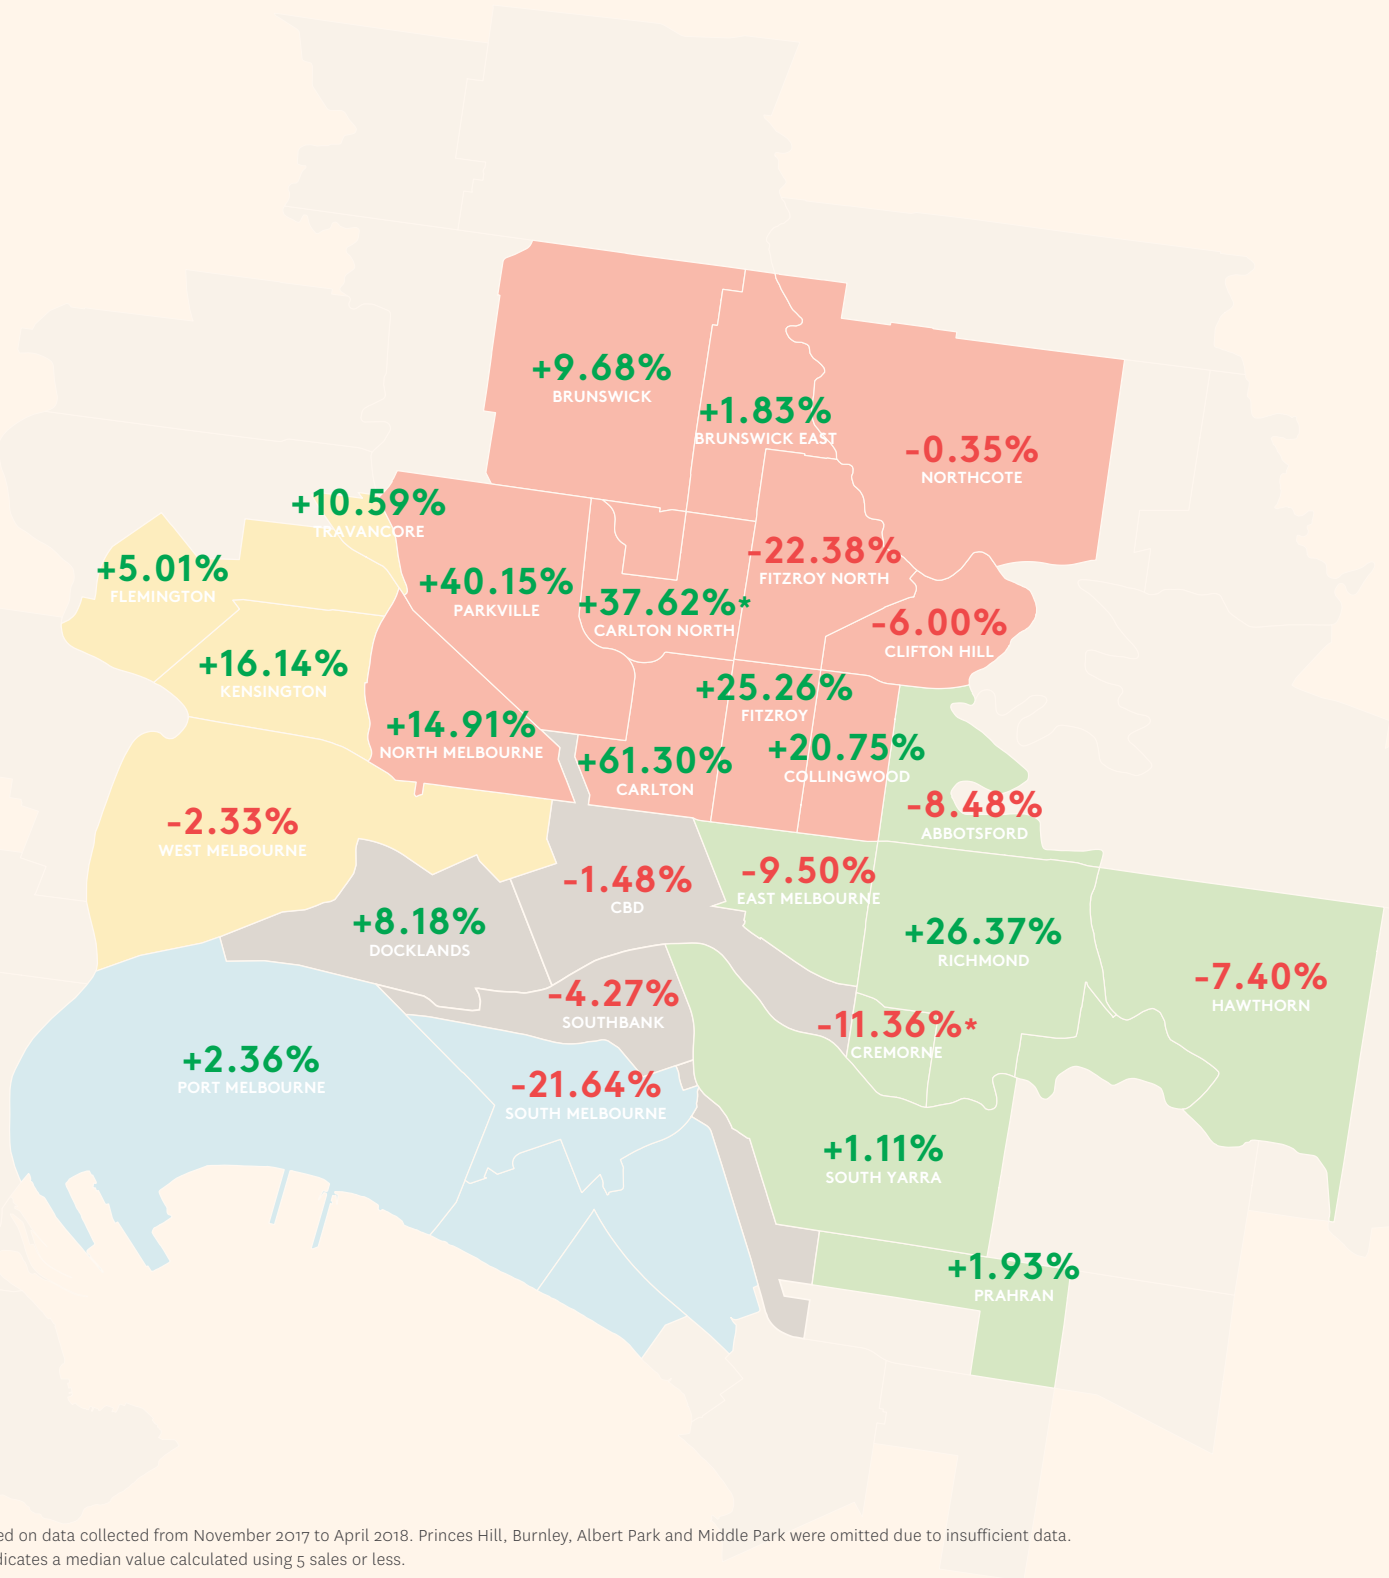 +9.68%
BRUNSWICK
+1.83%
BRUNSWICK EAST
-0.35%
NORTHCOTE
+10.59%
TRAVANCORE
+5.01%
FLEMINGTON
+40.15%
PARKVILLE
+37.62%*
CARLTON NORTH
-22.38%
FITZROY NORTH
-6.00%
CLIFTON HILL
+16.14%
KENSINGTON
+14.91%
NORTH MELBOURNE
+61.30%
CARLTON
+25.26%
FITZROY
+20.75%
COLLINGWOOD
-8.48%
ABBOTSFORD
-2.33%
WEST MELBOURNE
-1.48%
CBD
-9.50%
EAST MELBOURNE
+8.18%
DOCKLANDS
+26.37%
RICHMOND
-7.40%
HAWTHORN
-4.27%
SOUTHBANK
-11.36%*
CREMORNE
+2.36%
PORT MELBOURNE
-21.64%
SOUTH MELBOURNE
+1.11%
SOUTH YARRA
+1.93%
PRAHRAN
ed on data collected from November 2017 to April 2018. Princes Hill, Burnley, Albert Park and Middle Park were omitted due to insufficient data.
dicates a median value calculated using 5 sales or less.